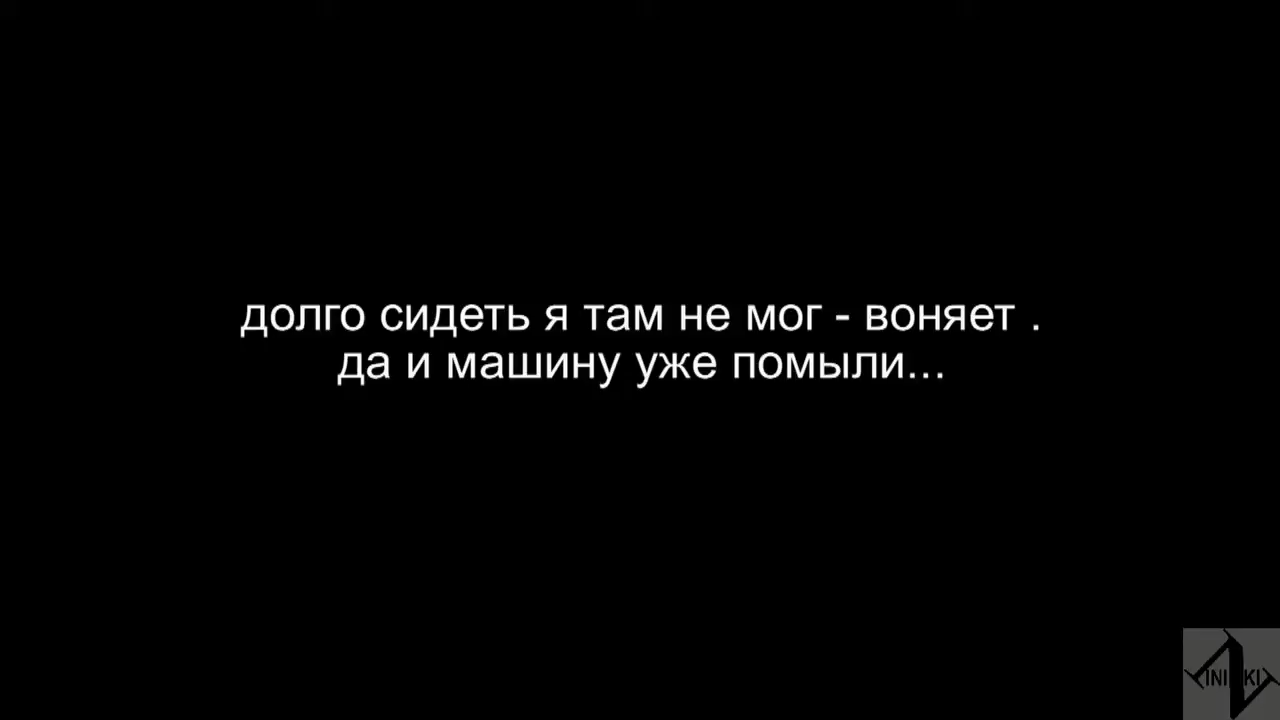 долго сидеть я там не мог - воняет .
да и машину уже помыли...